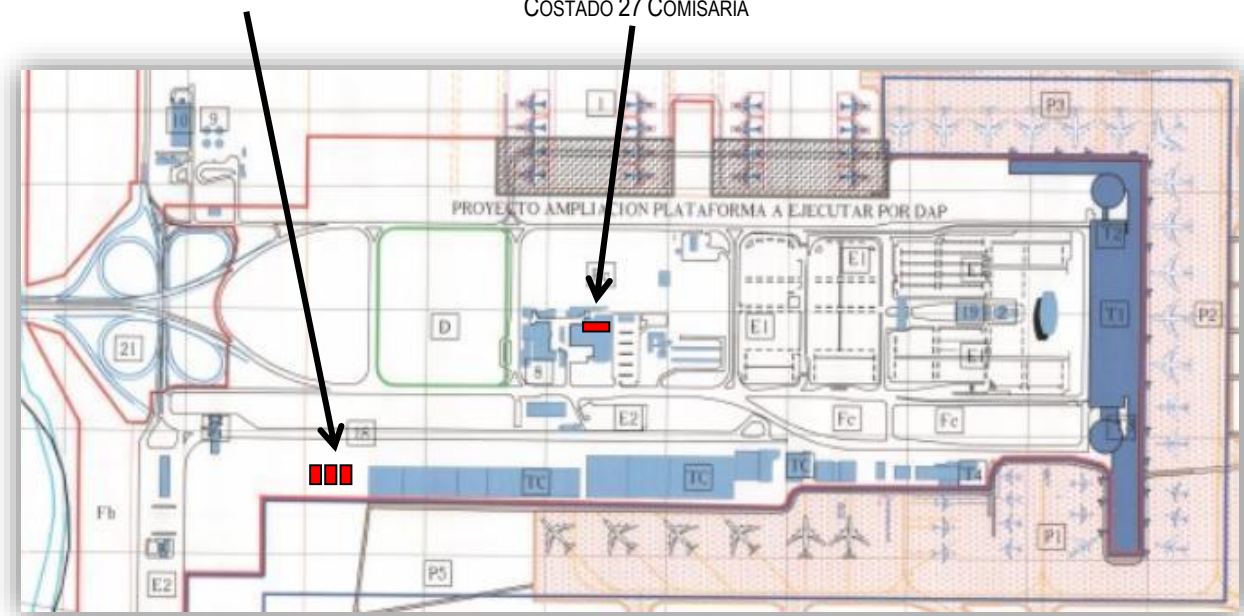 COSTADO 27 COMISARIA
1
P3
10
9
PROYECTO AMPLIACION PLATAFORMA A EJECUTAR POR DAP
T2
E1
D
E1
19
2
T1
P2
21
8
E1
E2
Fc
Fc
18
TC
TC
TC
T4
Fb
P1
P5
E2